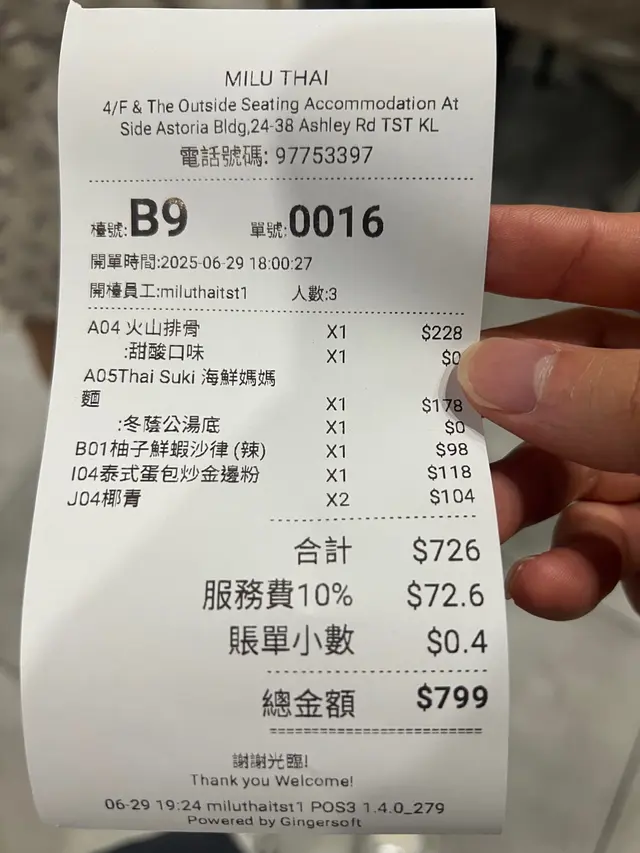 MILU THAI
4/F & The Outside Seating Accommodation At
Side Astoria Bldg,24-38 Ashley Rd TST KL
電話號碼: 97753397
檯號:B9 單號:0016
開單時間:2025-06-29 18:00:27
開檯員工:miluthaitst1 人數:3
A04 火山排骨 X1 $228
:甜酸口味 X1 $0
A05Thai Suki 海鮮媽媽
麵 X1 $178
:冬蔭公湯底 X1 $0
B01柚子鮮蝦沙律 (辣) X1 $98
I04泰式蛋包炒金邊粉 X1 $118
J04椰青 X2 $104
合計 $726
服務費10% $72.6
賬單小數 $0.4
總金額 $799
謝謝光臨!
Thank you Welcome!
06-29 19:24 miluthaitst1 POS3 1.4.0_279
Powered by Gingersoft